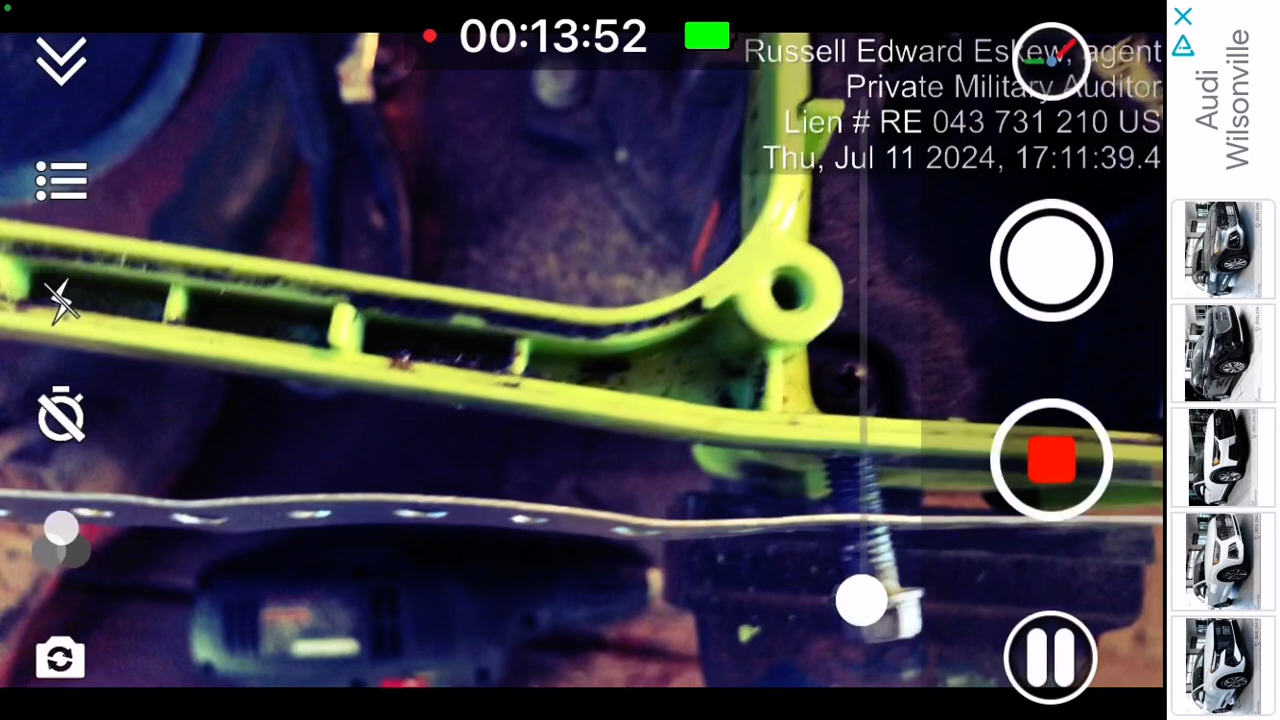 00:13:52
Russell Edward Eskew, agent
Private Military Auditor
Lien # RE 043 731 210 US
Thu, Jul 11 2024, 17:11:39.4
Audi
Wilsonville